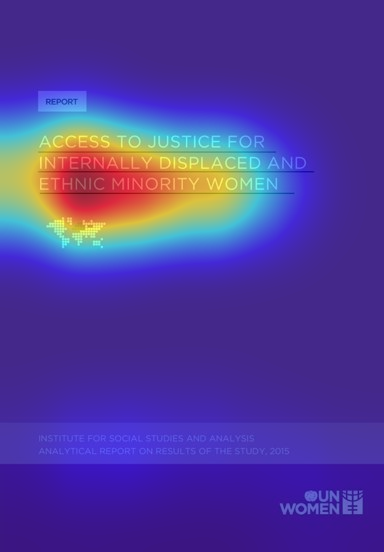 REPORT
ACCESS TO JUSTICE FOR
INTERNALLY DISPLACED AND
ETHNIC MINORITY WOMEN
INSTITUTE FOR SOCIAL STUDIES AND ANALYSIS
ANALYTICAL REPORT ON RESULTS OF THE STUDY, 2015
UN
WOMEN